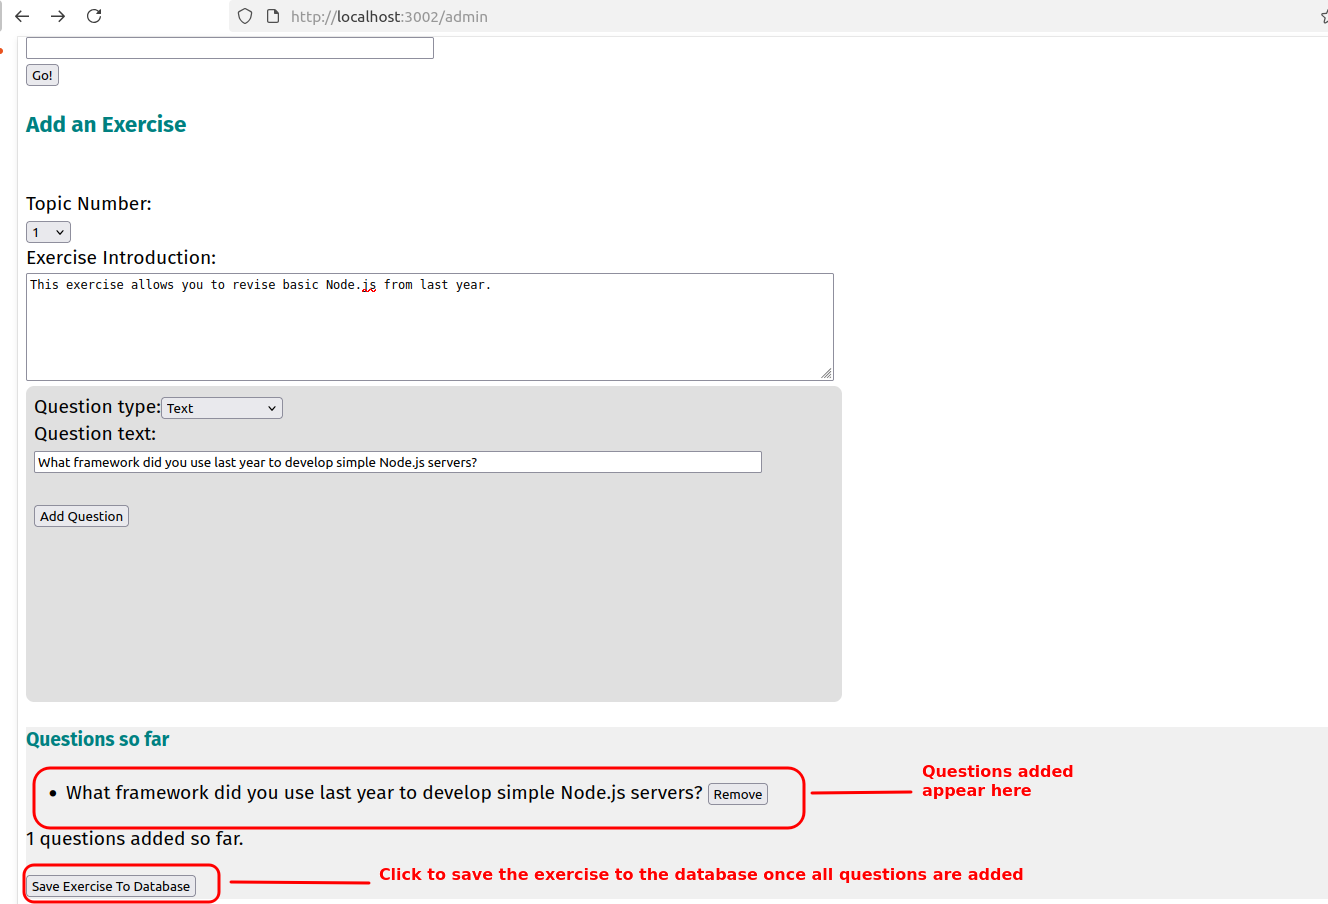 http://localhost:3002/admin
Go!
Add an Exercise
Topic Number:
1
Exercise Introduction:
This exercise allows you to revise basic Node.js from last year.
Question type: Text
Question text:
What framework did you use last year to develop simple Node.js servers?
Add Question
Questions so far
Questions added
appear here
• What framework did you use last year to develop simple Node.js servers? Remove
1 questions added so far.
Save Exercise To Database
Click to save the exercise to the database once all questions are added